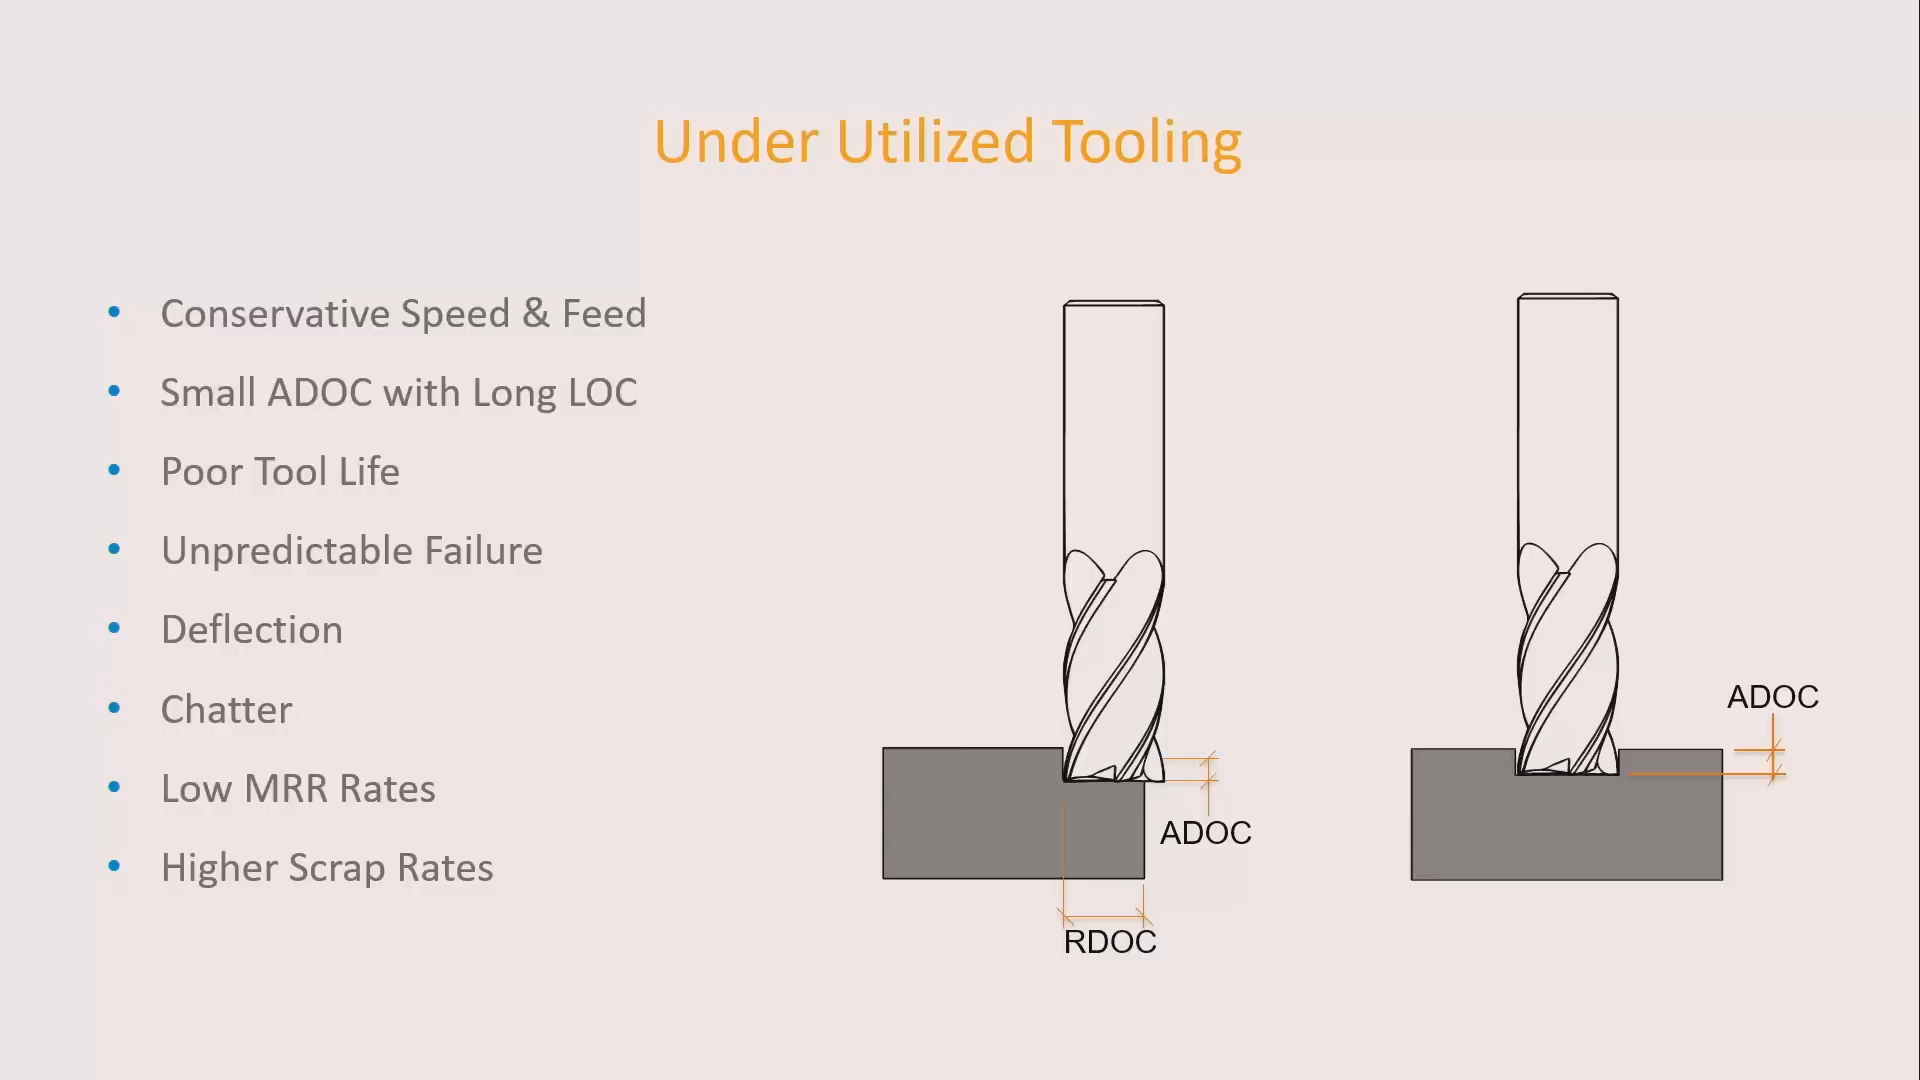 Under Utilized Tooling
• Conservative Speed & Feed
• Small ADOC with Long LOC
• Poor Tool Life
• Unpredictable Failure
• Deflection
• Chatter
• Low MRR Rates
• Higher Scrap Rates
ADOC
RDOC
ADOC